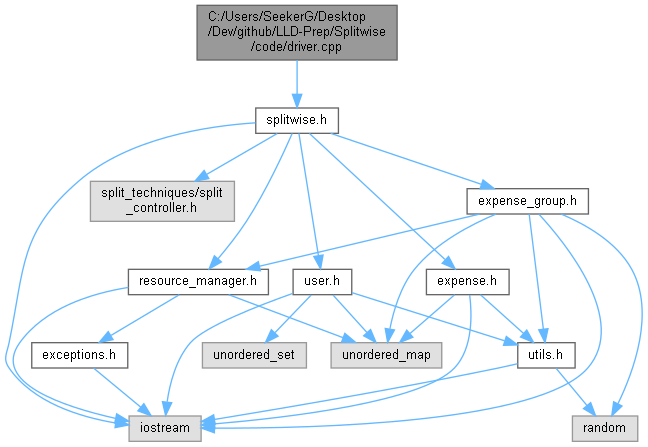 C:/Users/SeekerG/Desktop
/Dev/github/LLD-Prep/Splitwise
/code/driver.cpp
splitwise.h
split_techniques/split
_controller.h
expense_group.h
resource_manager.h
user.h
expense.h
exceptions.h
unordered_set
unordered_map
utils.h
iostream
random